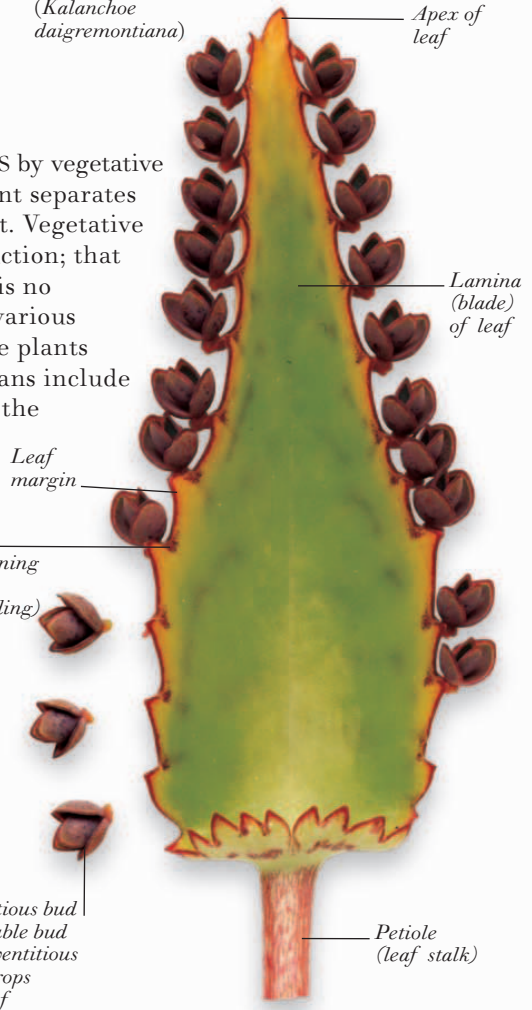 (Kalanchoe
daigremontiana)
Apex of
leaf
S by vegetative
nt separates
t. Vegetative
ction; that
is no
various
e plants
ans include
the
Lamina
(blade)
of leaf
Leaf
margin
ning
ling)
tious bud
able bud
ventitious
rops
f
Petiole
(leaf stalk)